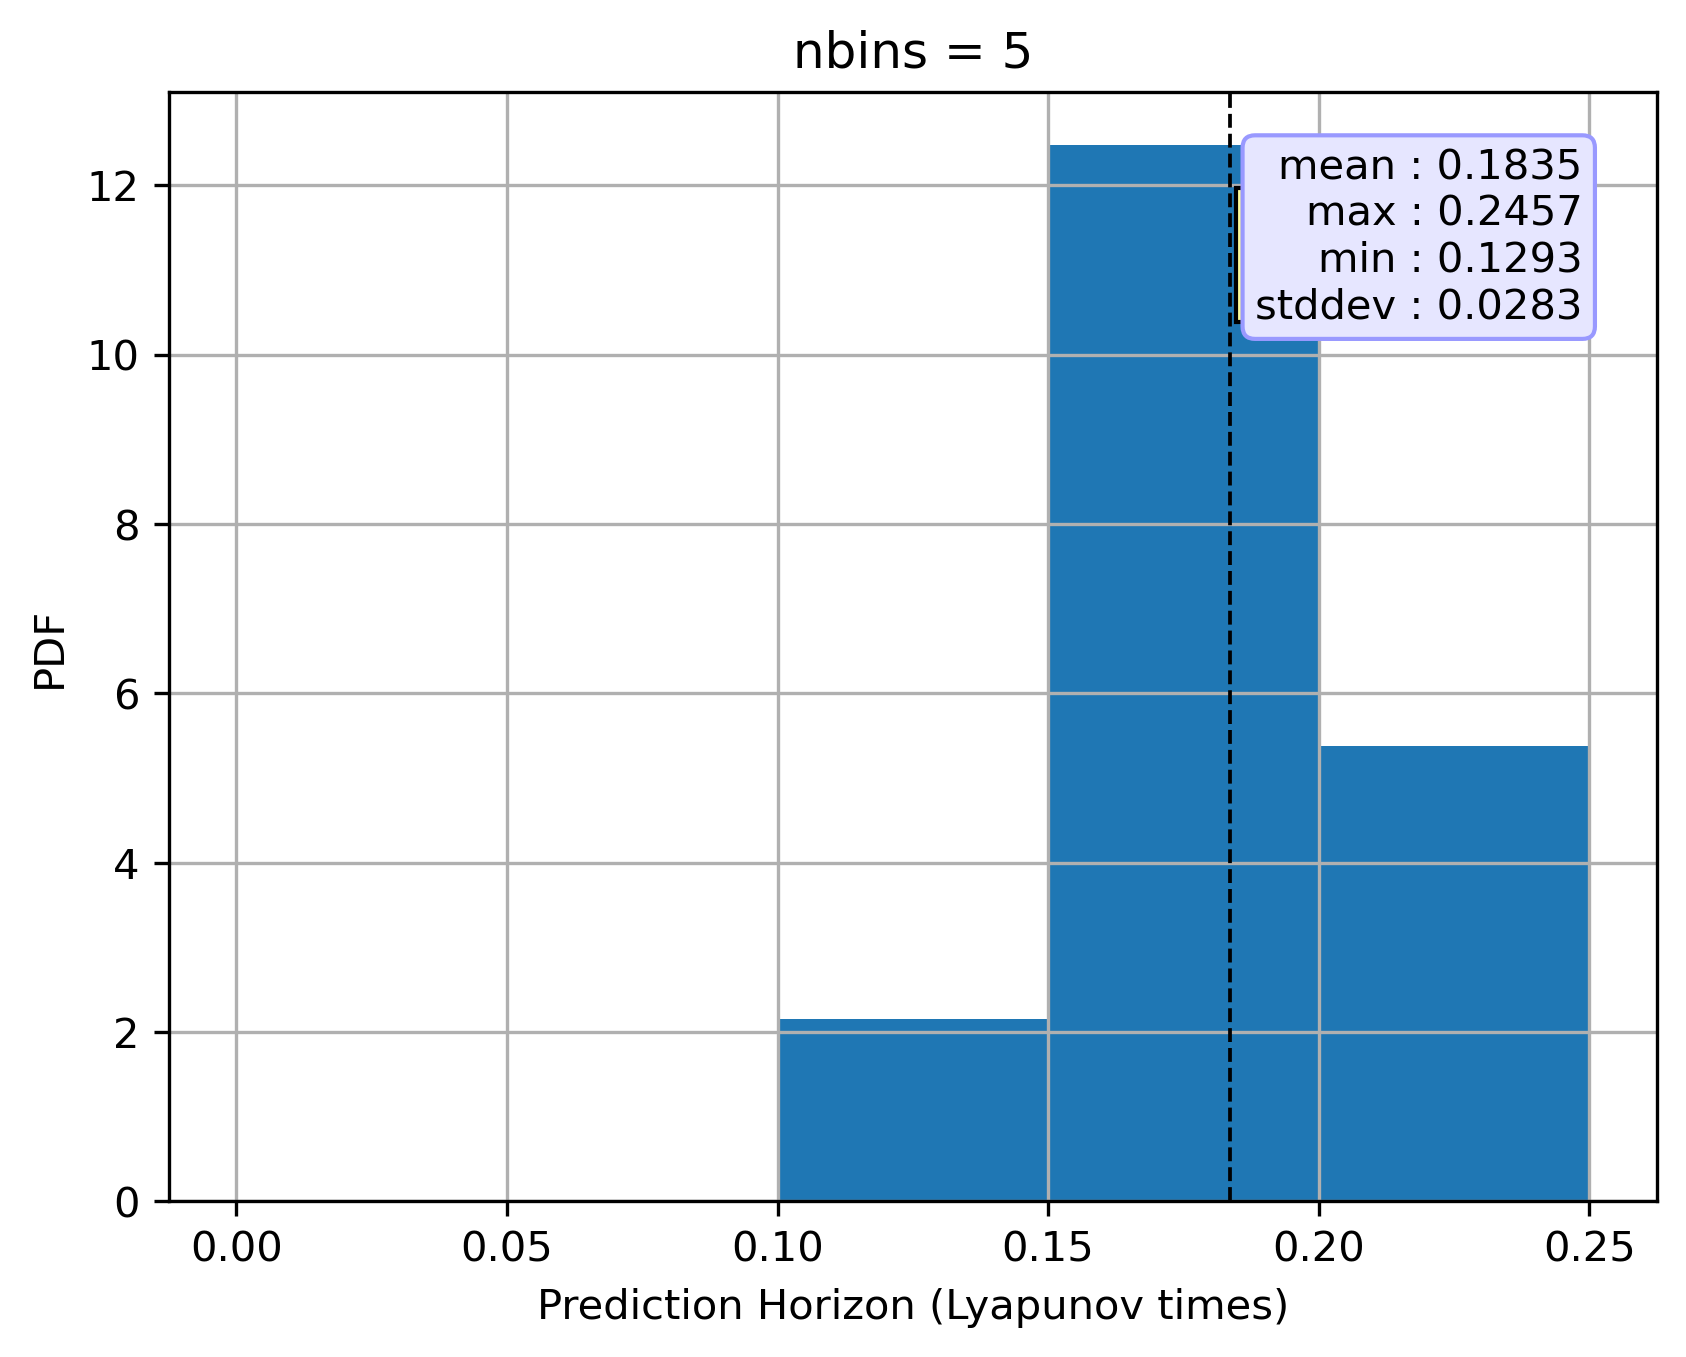 nbins = 5
mean : 0.1835
max : 0.2457
min : 0.1293
stddev : 0.0283
12
10
8
6
4
2
0
PDF
0.00 0.05 0.10 0.15 0.20 0.25
Prediction Horizon (Lyapunov times)